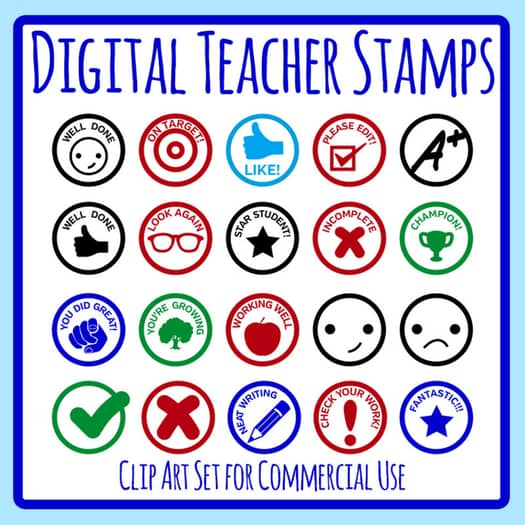 DIGITAL TEACHER STAMPS
WELL DONE
ON TARGET!
LIKE!
PLEASE EDIT!
A+
WELL DONE
LOOK AGAIN
STAR STUDENT!
INCOMPLETE
CHAMPION!
YOU DID GREAT!
YOU'RE GROWING
WORKING WELL
NEAT WRITING
CHECK YOUR WORK!
FANTASTIC!!!
CLIP ART SET FOR COMMERCIAL USE